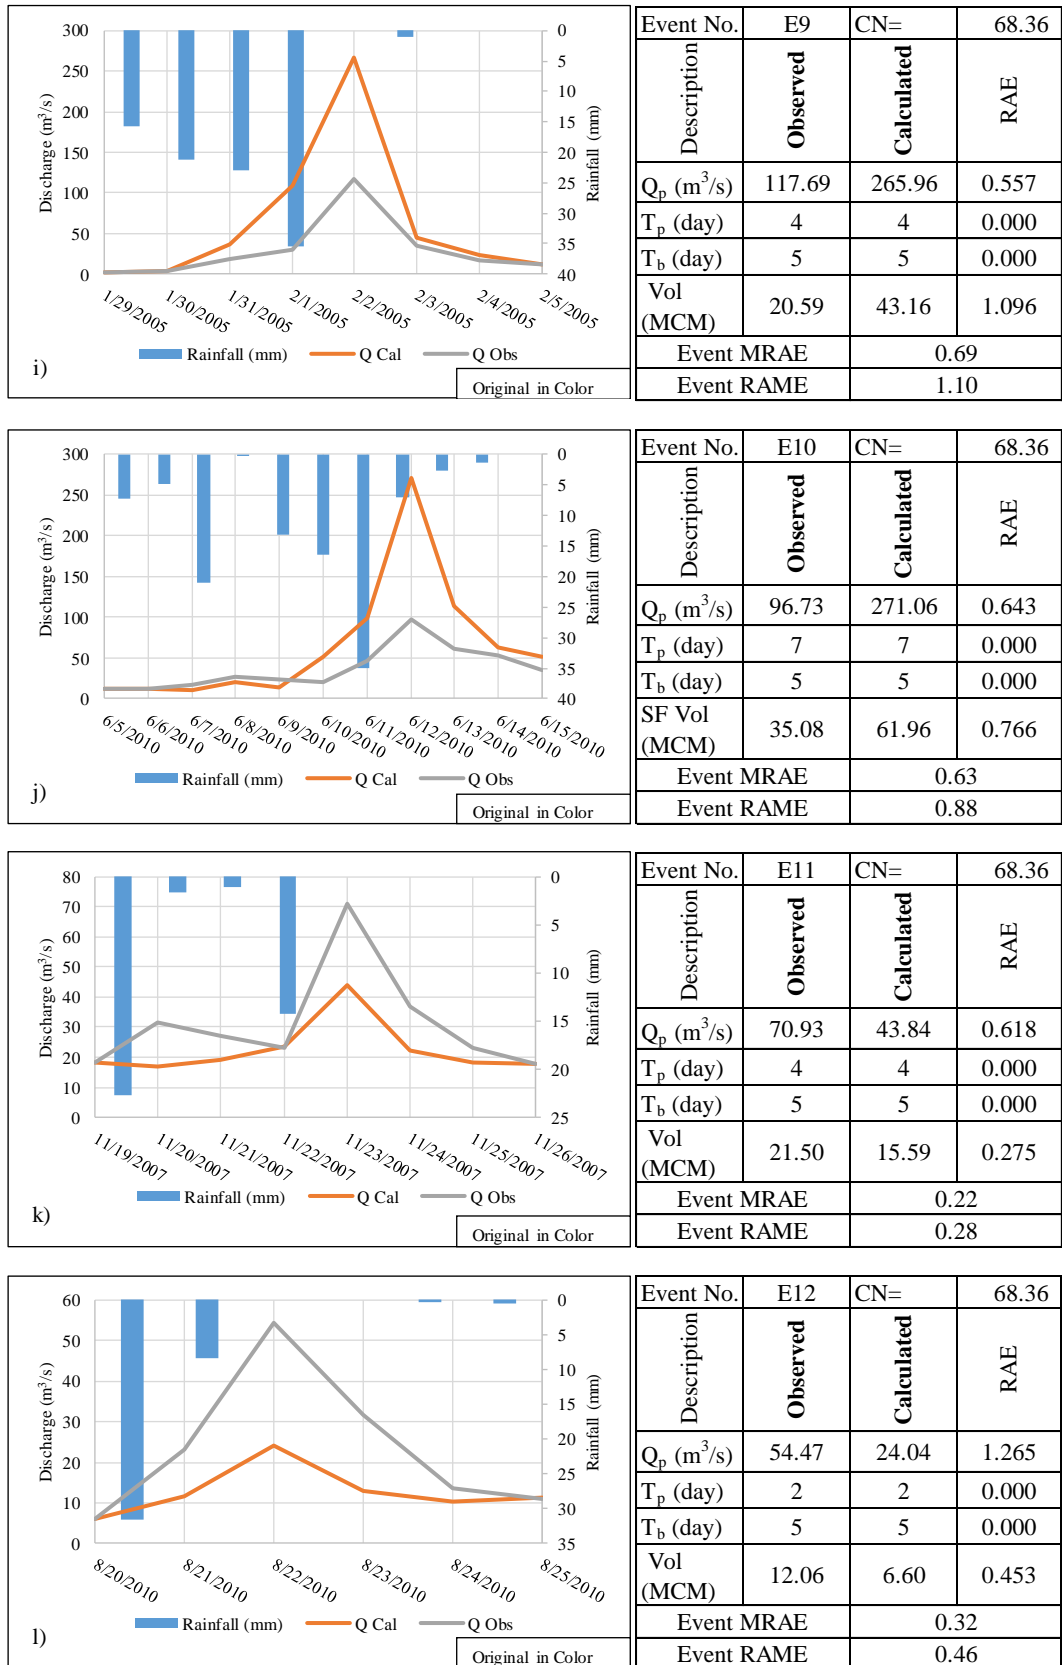 300
250
200
150
100
50
0
Discharge (m³/s)
0
5
10
15
20
25
30
35
40
Rainfall (mm)
1/29/2005
1/30/2005
1/31/2005
2/1/2005
2/2/2005
2/3/2005
2/4/2005
2/5/2005
Rainfall (mm) Q Cal Q Obs
i)
Original in Color
Event No. E9 CN= 68.36
Description Observed Calculated RAE
Qp (m³/s) 117.69 265.96 0.557
Tp (day) 4 4 0.000
Tb (day) 5 5 0.000
Vol
(MCM) 20.59 43.16 1.096
Event MRAE 0.69
Event RAME 1.10
300
250
200
150
100
50
0
Discharge (m³/s)
0
5
10
15
20
25
30
35
40
Rainfall (mm)
6/5/2010
6/6/2010
6/7/2010
6/8/2010
6/9/2010
6/10/2010
6/11/2010
6/12/2010
6/13/2010
6/14/2010
6/15/2010
Rainfall (mm) Q Cal Q Obs
j)
Original in Color
Event No. E10 CN= 68.36
Description Observed Calculated RAE
Qp (m³/s) 96.73 271.06 0.643
Tp (day) 7 7 0.000
Tb (day) 5 5 0.000
SF Vol
(MCM) 35.08 61.96 0.766
Event MRAE 0.63
Event RAME 0.88
80
70
60
50
40
30
20
10
0
Discharge (m³/s)
0
5
10
15
20
25
Rainfall (mm)
11/19/2007
11/20/2007
11/21/2007
11/22/2007
11/23/2007
11/24/2007
11/25/2007
11/26/2007
Rainfall (mm) Q Cal Q Obs
k)
Original in Color
Event No. E11 CN= 68.36
Description Observed Calculated RAE
Qp (m³/s) 70.93 43.84 0.618
Tp (day) 4 4 0.000
Tb (day) 5 5 0.000
Vol
(MCM) 21.50 15.59 0.275
Event MRAE 0.22
Event RAME 0.28
60
50
40
30
20
10
0
Discharge (m³/s)
0
5
10
15
20
25
30
35
Rainfall (mm)
8/20/2010
8/21/2010
8/22/2010
8/23/2010
8/24/2010
8/25/2010
Rainfall (mm) Q Cal Q Obs
l)
Original in Color
Event No. E12 CN= 68.36
Description Observed Calculated RAE
Qp (m³/s) 54.47 24.04 1.265
Tp (day) 2 2 0.000
Tb (day) 5 5 0.000
Vol
(MCM) 12.06 6.60 0.453
Event MRAE 0.32
Event RAME 0.46